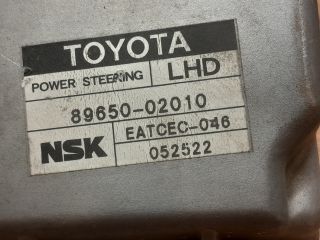 TOYOTA
POWER STEERING LHD
89650-02010
NSK EATCEC-046
052522